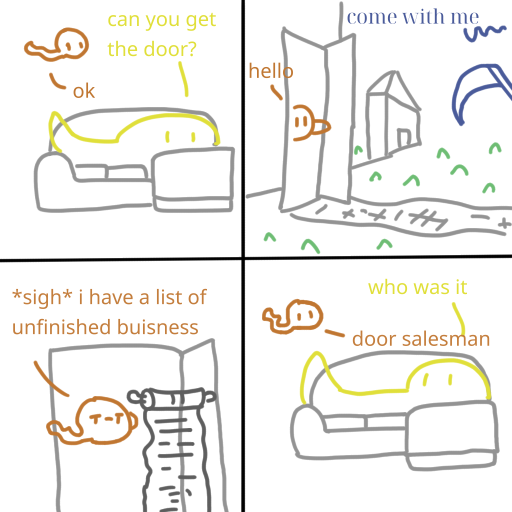 can you get
the door?
ok
come with me
hello
*sigh* i have a list of
unfinished buisness
who was it
door salesman